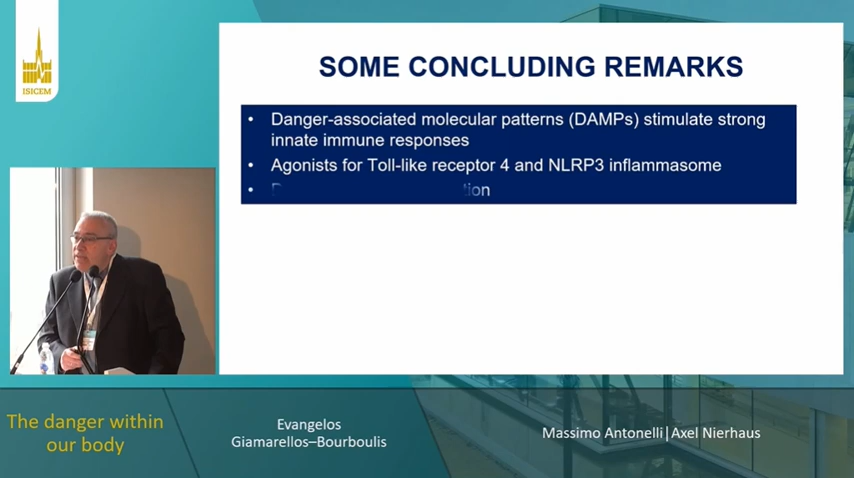 ISICEM
SOME CONCLUDING REMARKS
• Danger-associated molecular patterns (DAMPs) stimulate strong
innate immune responses
• Agonists for Toll-like receptor 4 and NLRP3 inflammasome
•
The danger within
our body
Evangelos
Giamarellos–Bourboulis
Massimo Antonelli|Axel Nierhaus